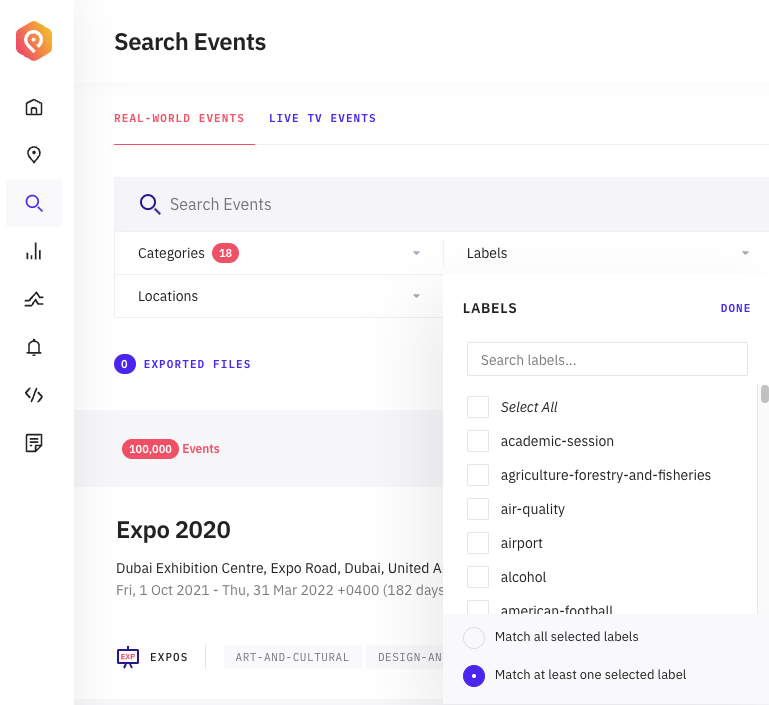 Search Events
REAL-WORLD EVENTS LIVE TV EVENTS
Search Events
Categories 18
Labels
Locations
LABELS DONE
Search labels...
0 EXPORTED FILES
Select All
academic-session
100,000 Events
agriculture-forestry-and-fisheries
air-quality
Expo 2020
airport
Dubai Exhibition Centre, Expo Road, Dubai, United A
alcohol
Fri, 1 Oct 2021 - Thu, 31 Mar 2022 +0400 (182 days
american-football
Match all selected labels
EXP EXPOS ART-AND-CULTURAL DESIGN-AN
Match at least one selected label